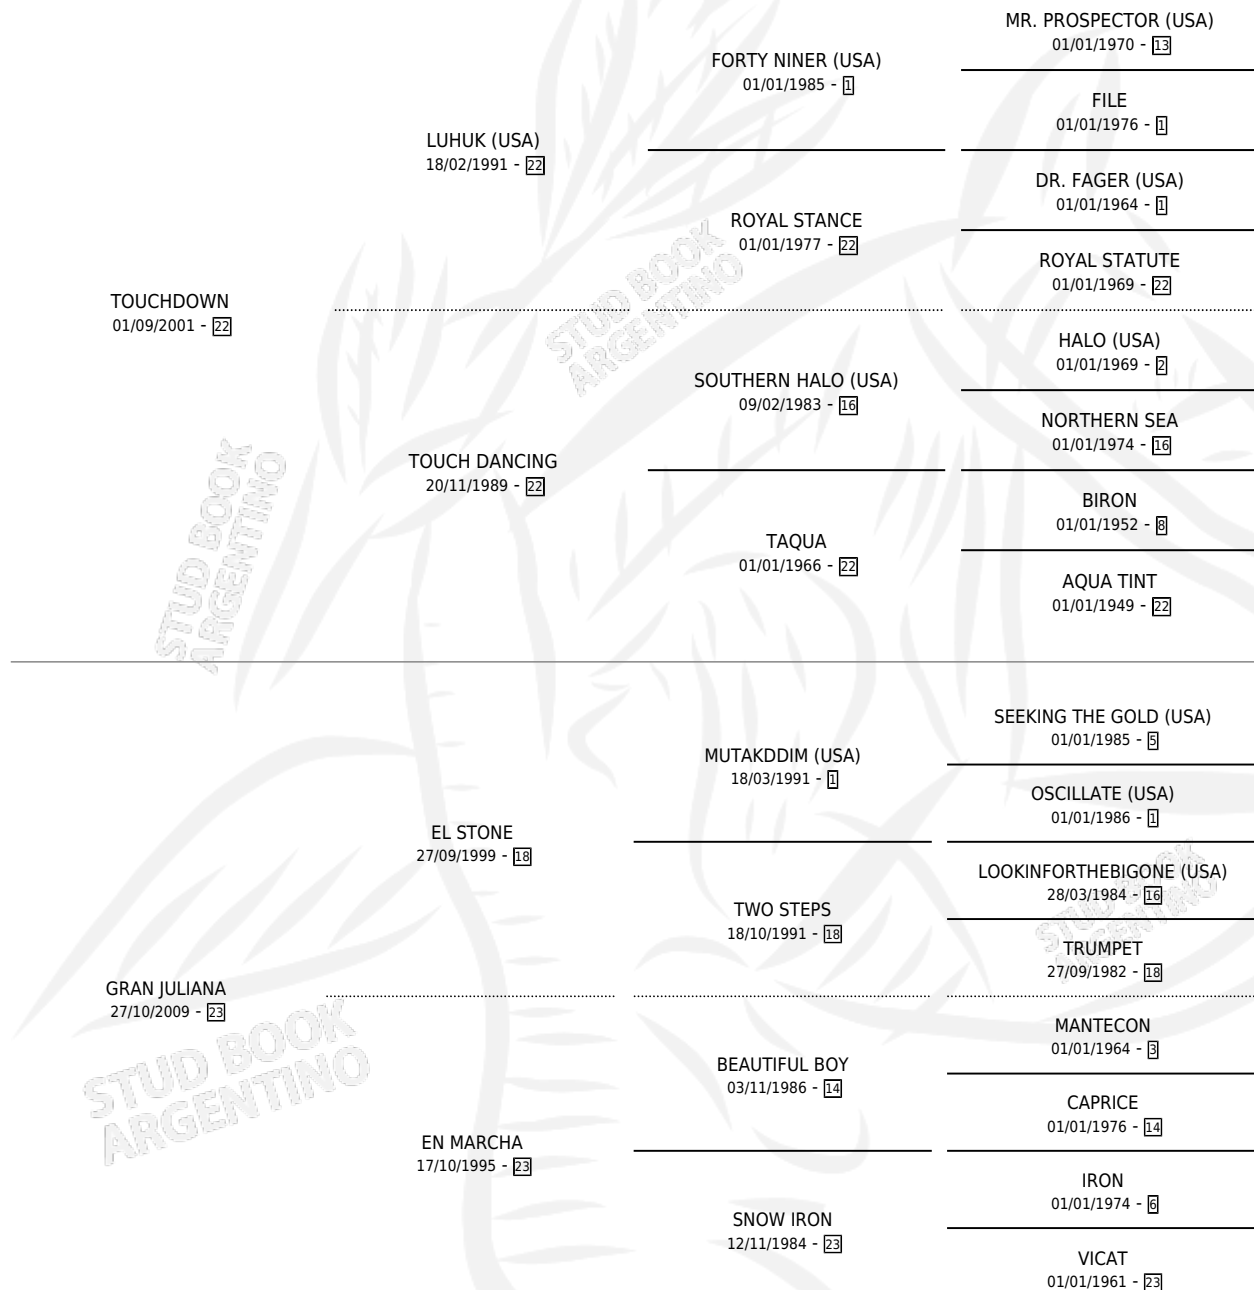 MR. PROSPECTOR (USA)
01/01/1970 - 13
FORTY NINER (USA)
01/01/1985 - 1
FILE
01/01/1976 - 1
LUHUK (USA)
18/02/1991 - 22
DR. FAGER (USA)
01/01/1964 - 1
ROYAL STANCE
01/01/1977 - 22
ROYAL STATUTE
01/01/1969 - 22
TOUCHDOWN
01/09/2001 - 22
HALO (USA)
01/01/1969 - 2
SOUTHERN HALO (USA)
09/02/1983 - 16
NORTHERN SEA
01/01/1974 - 16
TOUCH DANCING
20/11/1989 - 22
BIRON
01/01/1952 - 8
TAQUA
01/01/1966 - 22
AQUA TINT
01/01/1949 - 22
STUD BOOK
ARGENTINO
STUD BOOK
ARGENTINO
SEEKING THE GOLD (USA)
01/01/1985 - 5
MUTAKDDIM (USA)
18/03/1991 - 1
OSCILLATE (USA)
01/01/1986 - 1
EL STONE
27/09/1999 - 18
LOOKINFORTHEBIGONE (USA)
28/03/1984 - 16
TWO STEPS
18/10/1991 - 18
TRUMPET
27/09/1982 - 18
GRAN JULIANA
27/10/2009 - 23
MANTECON
01/01/1964 - 3
BEAUTIFUL BOY
03/11/1986 - 14
CAPRICE
01/01/1976 - 14
EN MARCHA
17/10/1995 - 23
IRON
01/01/1974 - 6
SNOW IRON
12/11/1984 - 23
VICAT
01/01/1961 - 23
STUD BOOK
ARGENTINO
STUD BOOK
ARGENTINO